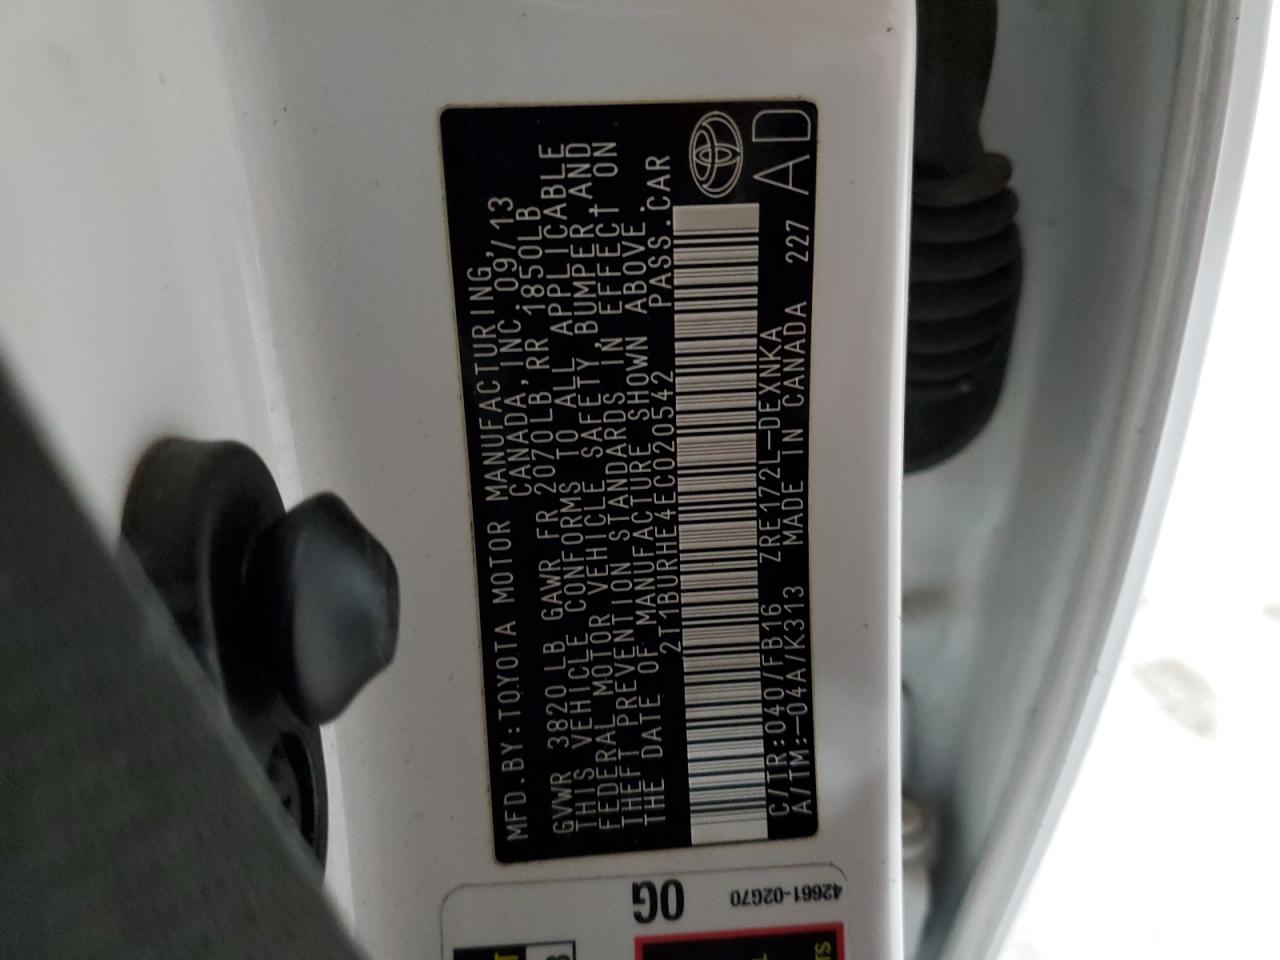 MFD.BY:TOYOTA MOTOR MANUFACTURING
CANADA,INC. 09/13
GVWR 3820LB GAWR FR 2070LB,RR 1850LB
THIS VEHICLE CONFORMS TO ALL APPLICABLE
FEDERAL MOTOR VEHICLE SAFETY,BUMPER AND
THEFT PREVENTION STANDARDS IN EFFECT ON
THE DATE OF MANUFACTURE SHOWN ABOVE.
2T1BURHE4EC020542 PASS.CAR
C/TR:040/FB16 ZRE172L-DEXNKA
A/TM:-04A/K313 MADE IN CANADA 227
AD
0G
42661-02G70